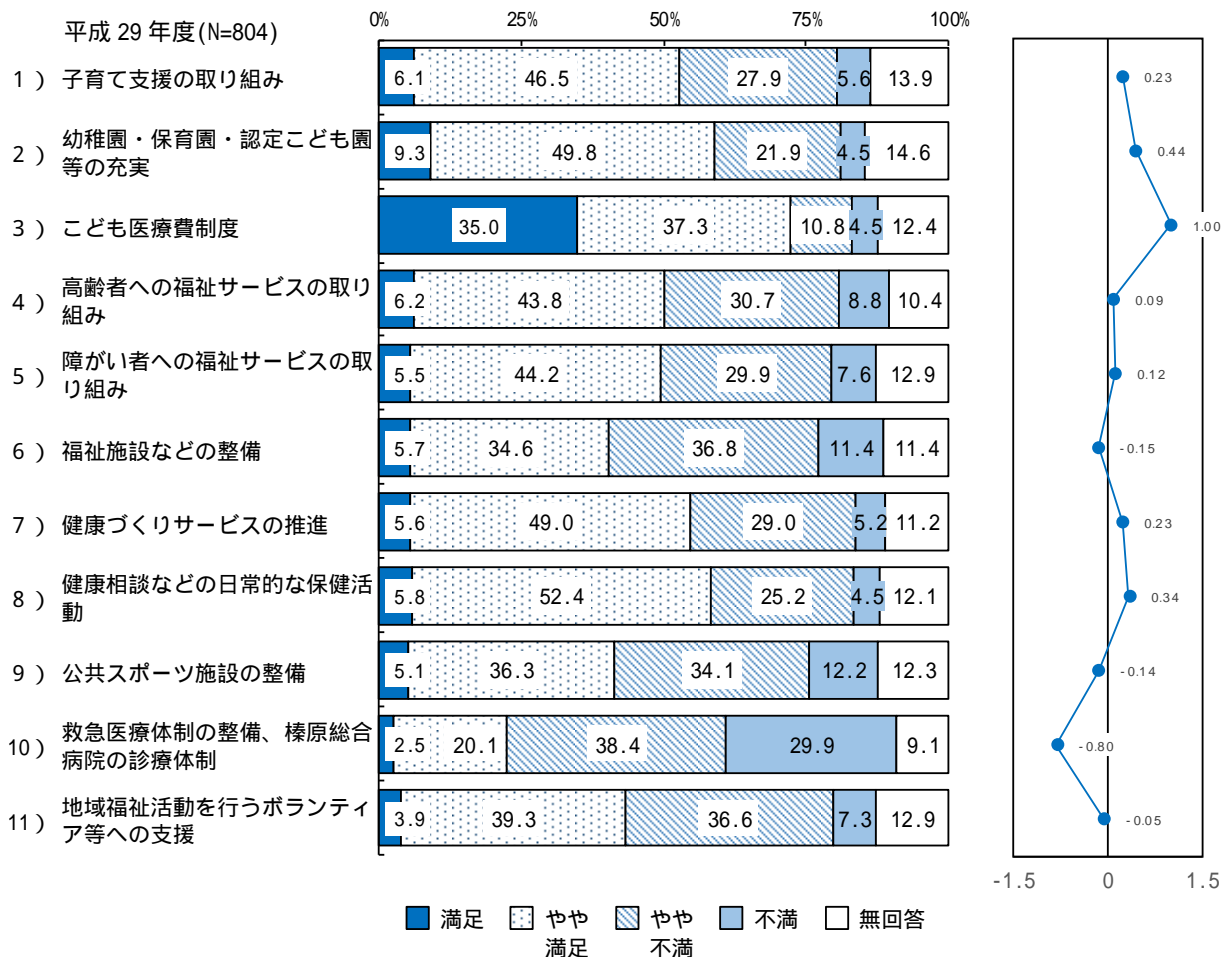 平成 29 年度(N=804)
0% 25% 50% 75% 100%
1) 子育て支援の取り組み 6.1 46.5 27.9 5.6 13.9 0.23
2) 幼稚園・保育園・認定こども園
等の充実 9.3 49.8 21.9 4.5 14.6 0.44
3) こども医療費制度 35.0 37.3 10.8 4.5 12.4 1.00
4) 高齢者への福祉サービスの取り
組み 6.2 43.8 30.7 8.8 10.4 0.09
5) 障がい者への福祉サービスの取
り組み 5.5 44.2 29.9 7.6 12.9 0.12
6) 福祉施設などの整備 5.7 34.6 36.8 11.4 11.4 -0.15
7) 健康づくりサービスの推進 5.6 49.0 29.0 5.2 11.2 0.23
8) 健康相談などの日常的な保健活
動 5.8 52.4 25.2 4.5 12.1 0.34
9) 公共スポーツ施設の整備 5.1 36.3 34.1 12.2 12.3 -0.14
10) 救急医療体制の整備、榛原総合
病院の診療体制 2.5 20.1 38.4 29.9 9.1 -0.80
11) 地域福祉活動を行うボランティ
ア等への支援 3.9 39.3 36.6 7.3 12.9 -0.05
-1.5 0 1.5
満足 やや 満足 やや 不満 不満 無回答